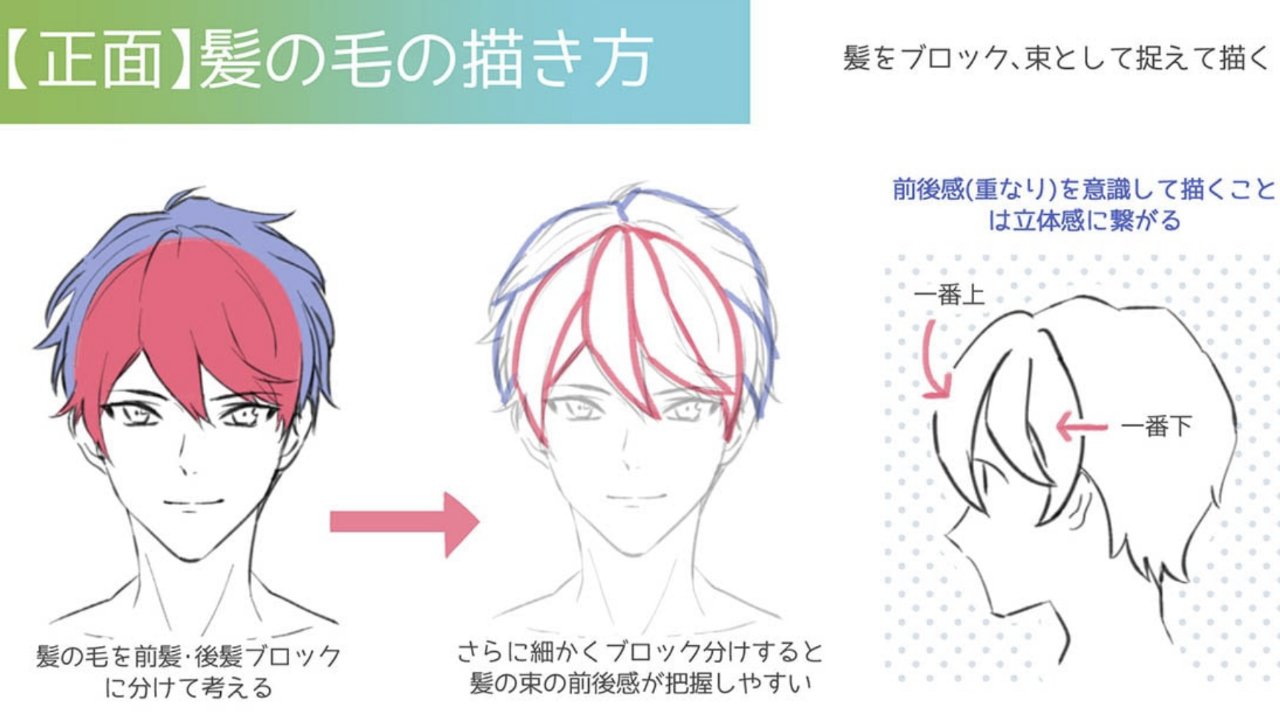 【正面】髪の毛の描き方
髪をブロック、束として捉えて描く
前後感(重なり)を意識して描くこと
は立体感に繋がる
一番上
一番下
髪の毛を前髪・後髪ブロック
に分けて考える
さらに細かくブロック分けすると
髪の束の前後感が把握しやすい